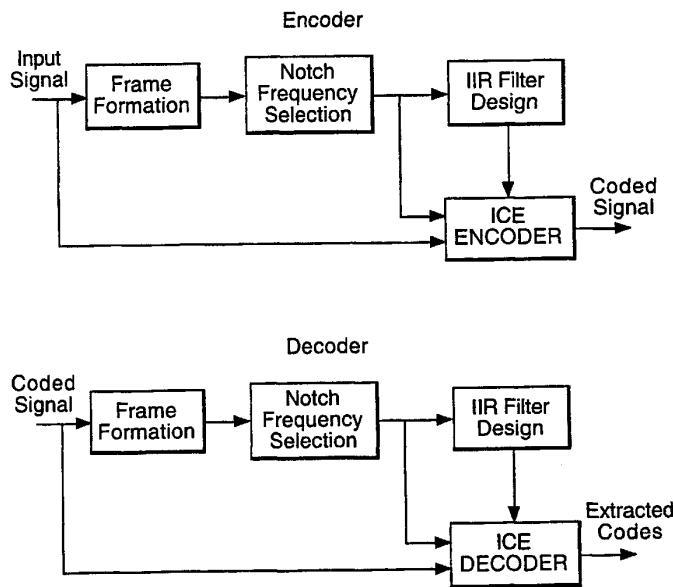 Encoder
Input
Signal
Frame
Formation
Notch
Frequency
Selection
IIR Filter
Design
ICE
ENCODER
Coded
Signal
Decoder
Coded
Signal
Frame
Formation
Notch
Frequency
Selection
IIR Filter
Design
ICE
DECODER
Extracted
Codes